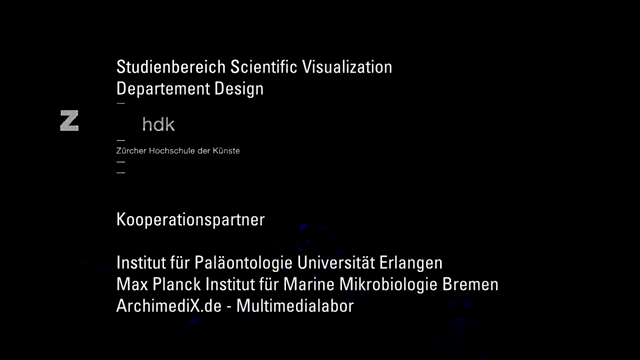 Studienbereich Scientific Visualization
Departement Design
Z
hdk
Zürcher Hochschule der Künste
Kooperationspartner
Institut für Paläontologie Universität Erlangen
Max Planck Institut für Marine Mikrobiologie Bremen
ArchimediX.de - Multimedialabor